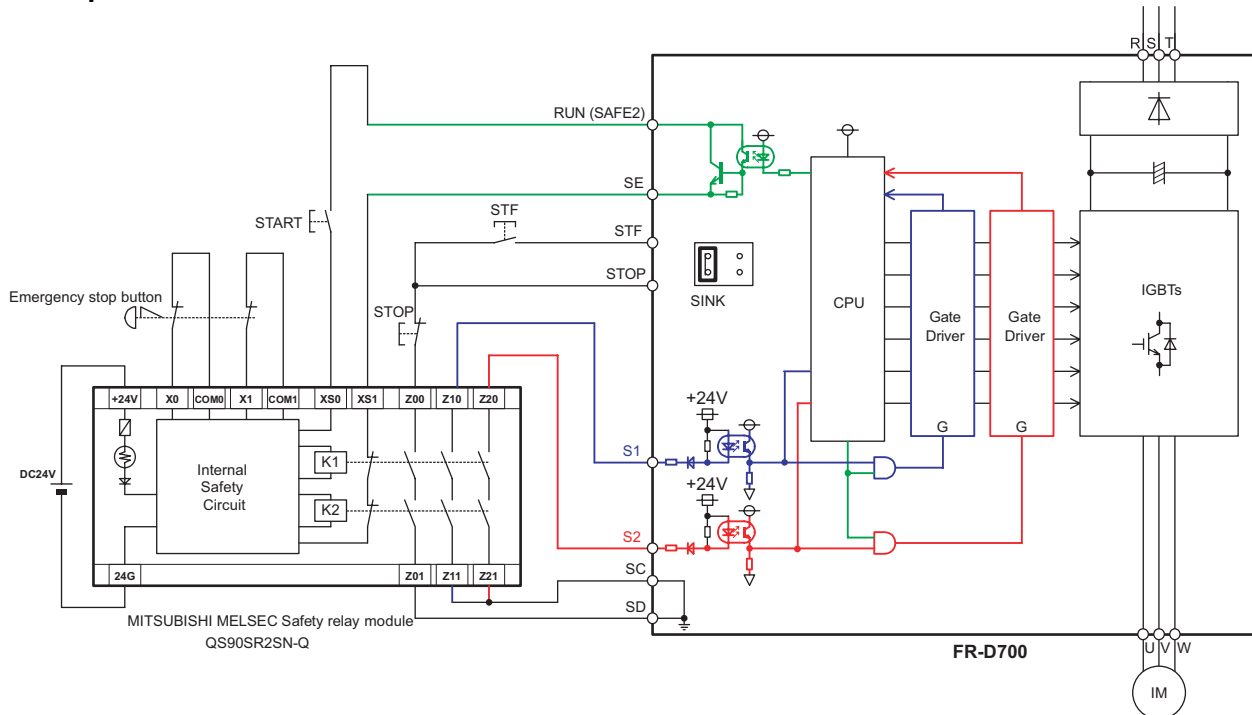 R S T
RUN (SAFE2)
SE
START
STF
STF
STOP
SINK
CPU
Gate
Driver
Gate
Driver
IGBTs
Emergency stop button
STOP
+24V
X0
COM0
X1
COM1
XS0
XS1
Z00
Z10
Z20
+24V
G
G
S1
DC24V
Internal
Safety
Circuit
K1
K2
+24V
S2
24G
Z01
Z11
Z21
SC
SD
MITSUBISHI MELSEC Safety relay module
QS90SR2SN-Q
FR-D700
U V W
IM